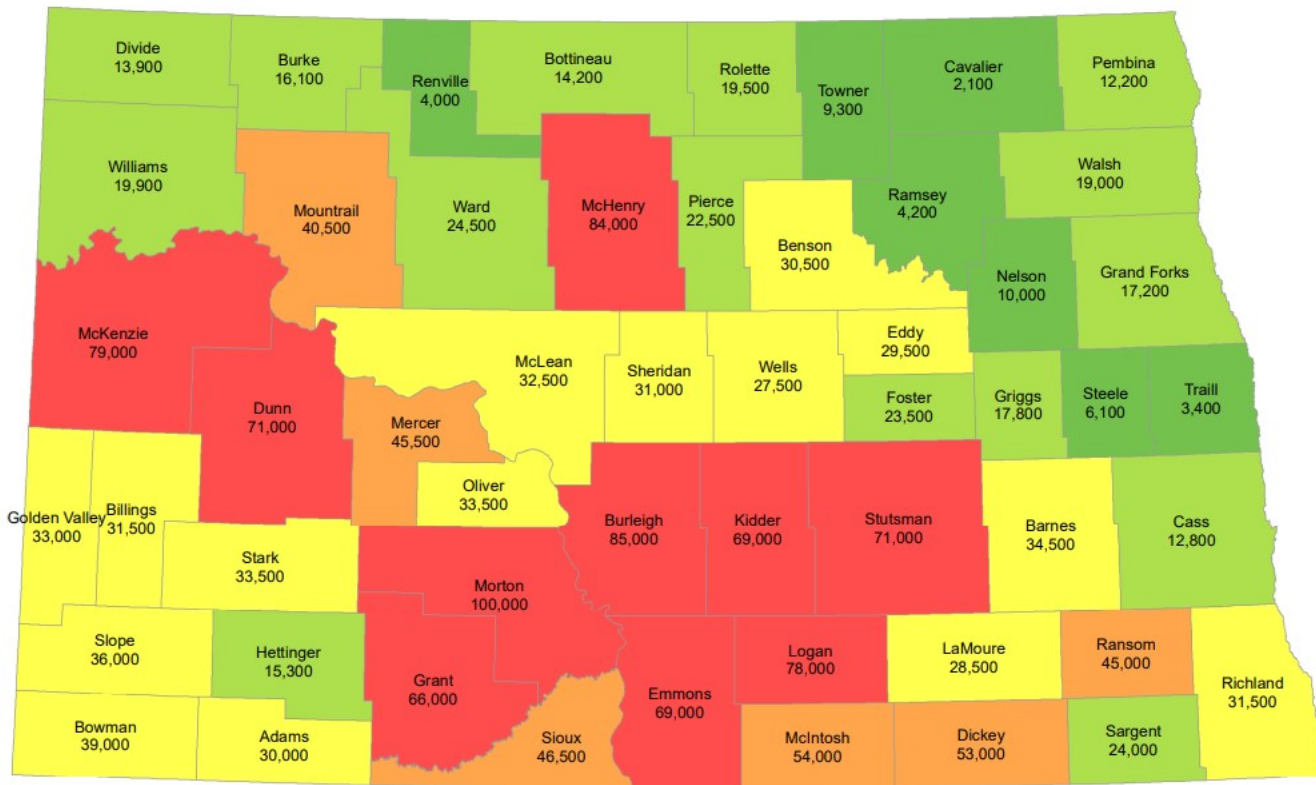 Divide
13,900
Burke
16,100
Renville
4,000
Bottineau
14,200
Rolette
19,500
Towner
9,300
Cavalier
2,100
Pembina
12,200
Williams
19,900
Mountrail
40,500
Ward
24,500
McHenry
84,000
Pierce
22,500
Benson
30,500
Ramsey
4,200
Walsh
19,000
Nelson
10,000
Grand Forks
17,200
McKenzie
79,000
Dunn
71,000
McLean
32,500
Sheridan
31,000
Wells
27,500
Eddy
29,500
Foster
23,500
Griggs
17,800
Steele
6,100
Traill
3,400
Mercer
45,500
Oliver
33,500
Golden Valley
33,000
Billings
31,500
Stark
33,500
Morton
100,000
Burleigh
85,000
Kidder
69,000
Stutsman
71,000
Barnes
34,500
Cass
12,800
Slope
36,000
Hettinger
15,300
Grant
66,000
Emmons
69,000
Logan
78,000
LaMoure
28,500
Ransom
45,000
Richland
31,500
Bowman
39,000
Adams
30,000
Sioux
46,500
McIntosh
54,000
Dickey
53,000
Sargent
24,000